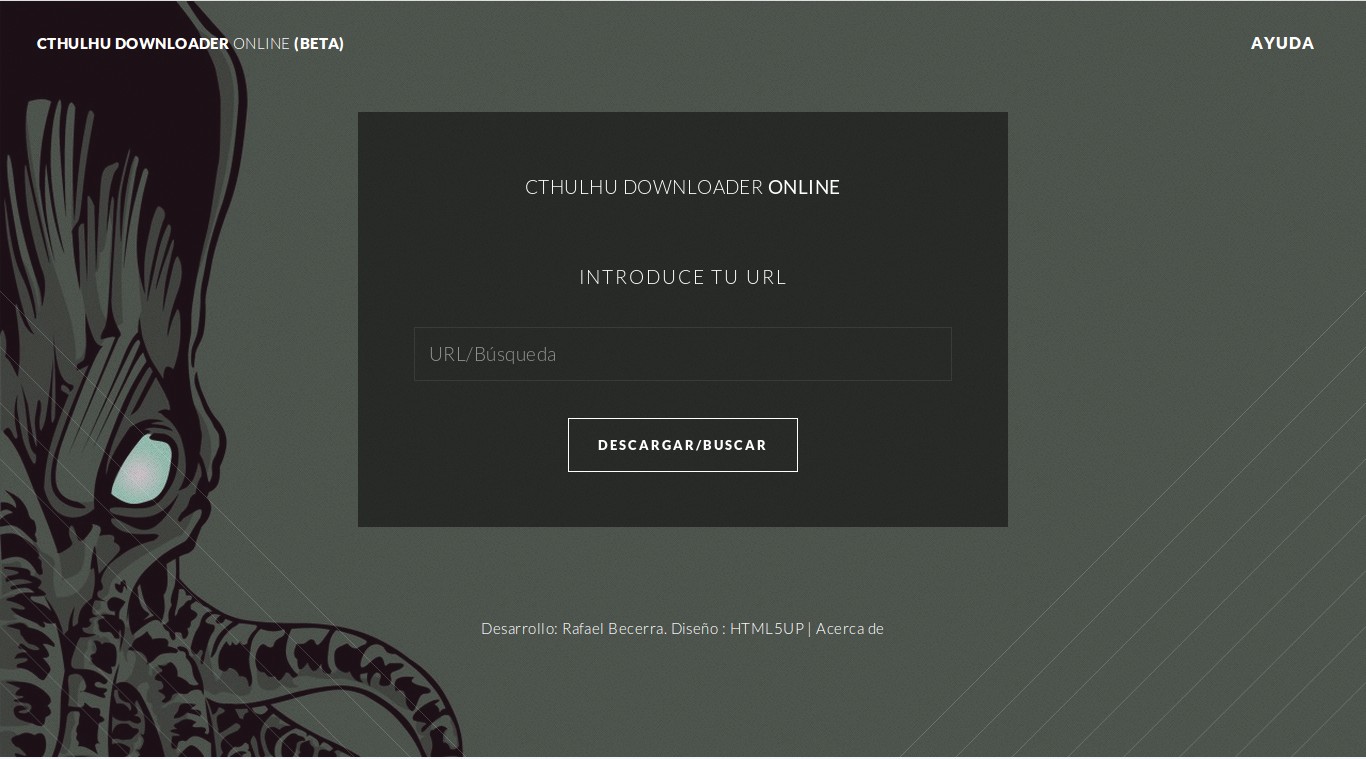 CTHULHU DOWNLOADER ONLINE (BETA)
AYUDA
CTHULHU DOWNLOADER ONLINE
INTRODUCE TU URL
URL/Búsqueda
DESCARGAR/BUSCAR
Desarrollo: Rafael Becerra. Diseño : HTML5UP | Acerca de